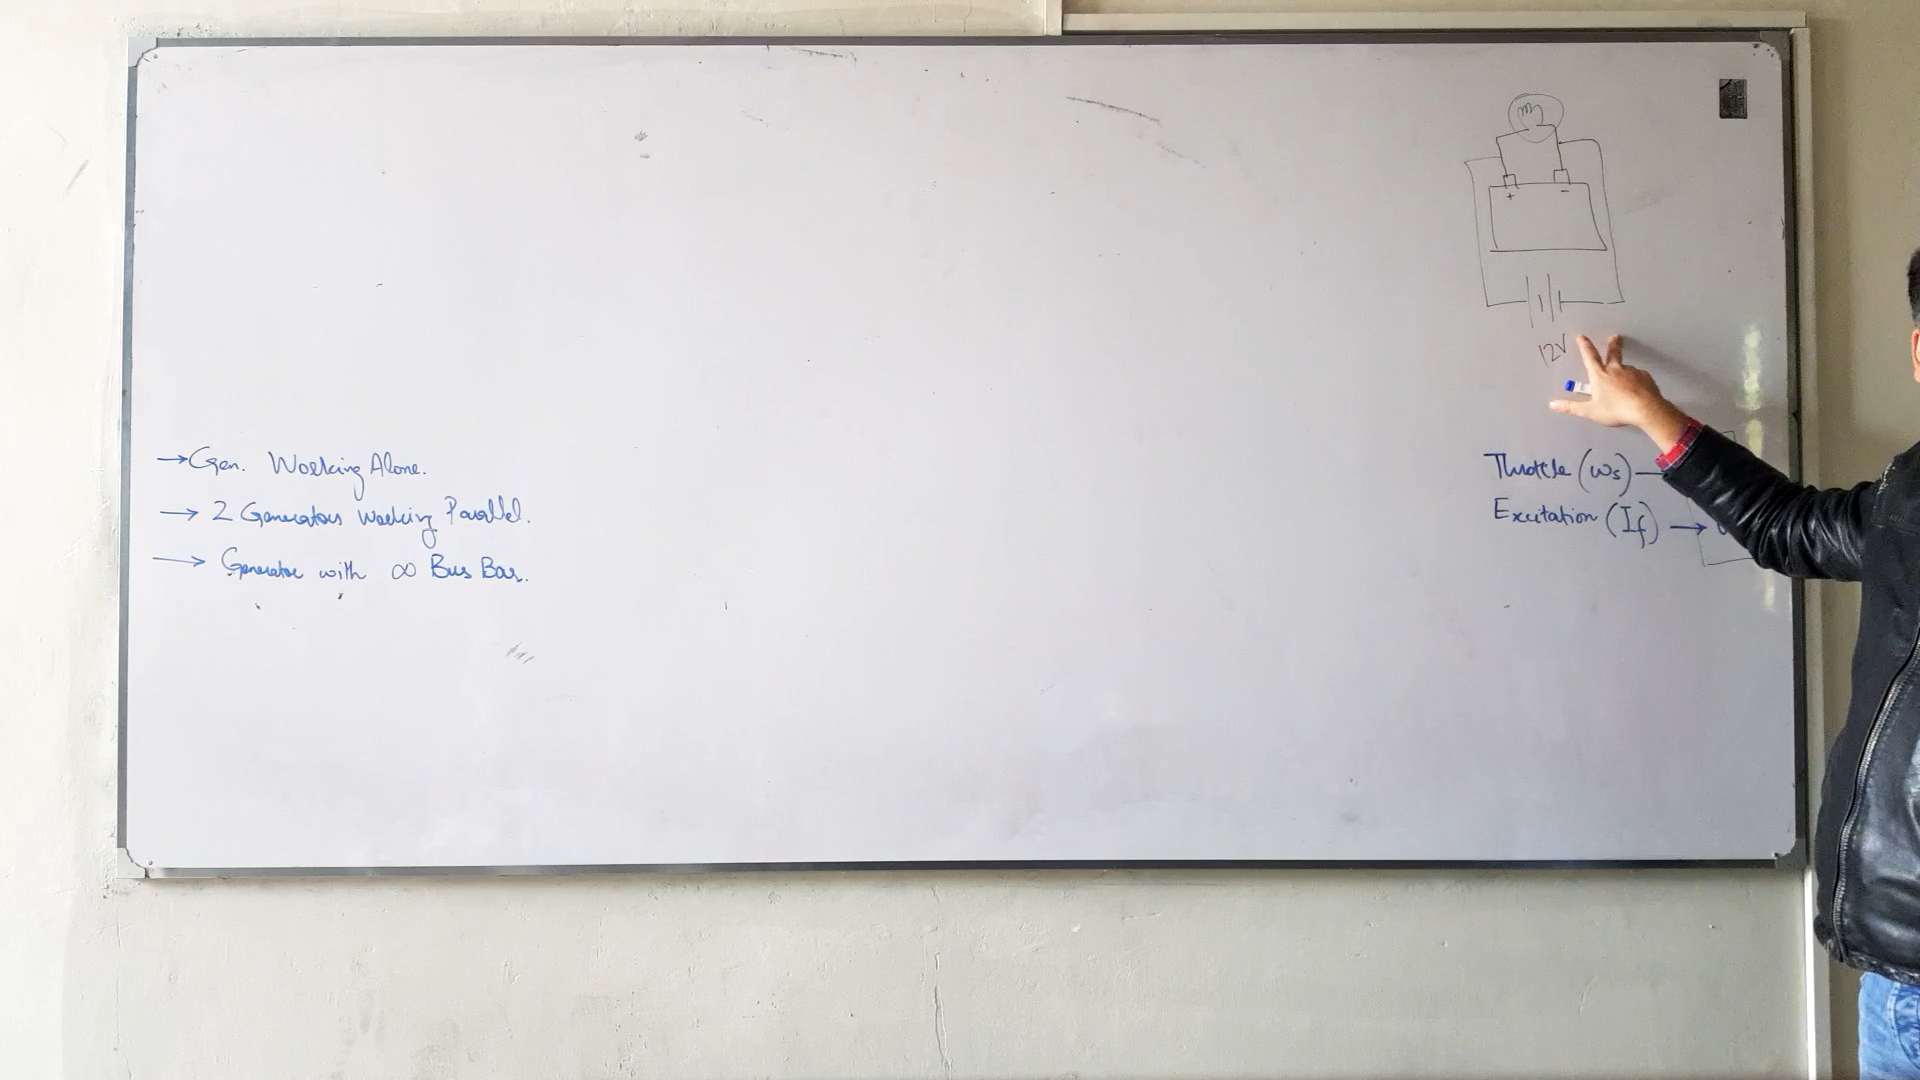 + -
12V
→ Gen. Working Alone.
→ 2 Generators Working Parallel.
→ Generator with ∞ Bus Bar.
Throttle (ωs) —
Excitation (If) →